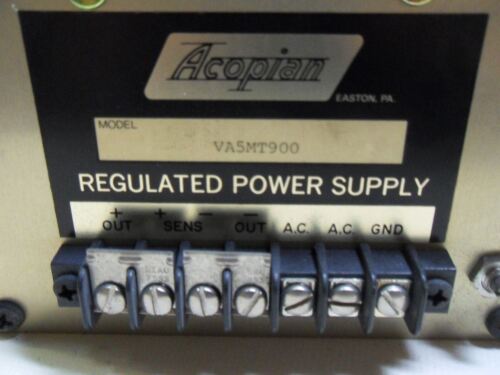 Acopian
EASTON, PA.
MODEL
VA5MT900
REGULATED POWER SUPPLY
+ + − −
OUT SENS OUT A.C. A.C. GND